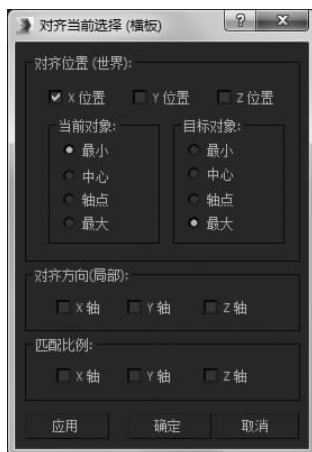 对齐当前选择 (横板)
对齐位置 (世界):
X 位置 Y 位置 Z 位置
当前对象: 目标对象:
最小 最小
中心 中心
轴点 轴点
最大 最大
对齐方向(局部):
X 轴 Y 轴 Z 轴
匹配比例:
X 轴 Y 轴 Z 轴
应用 确定 取消